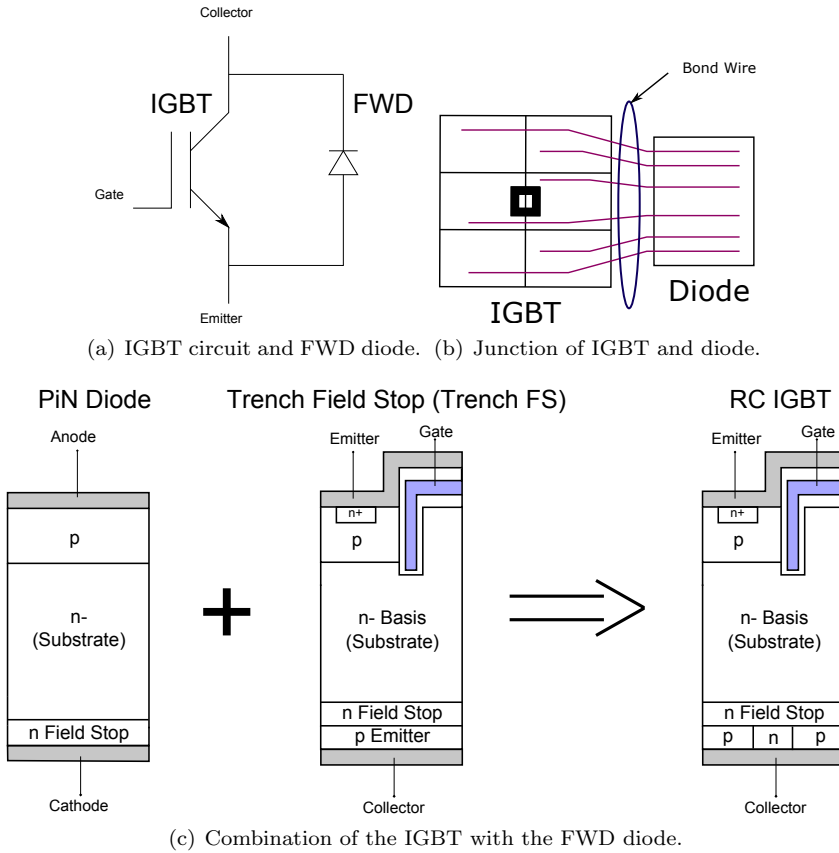 Collector
IGBT
FWD
Gate
Emitter
Bond Wire
IGBT
Diode
(a) IGBT circuit and FWD diode.
(b) Junction of IGBT and diode.
PiN Diode
Trench Field Stop (Trench FS)
RC IGBT
Anode
p
n-
(Substrate)
n Field Stop
Cathode
Emitter
Gate
n+
p
n- Basis
(Substrate)
n Field Stop
p Emitter
Collector
Emitter
Gate
n+
p
n- Basis
(Substrate)
n Field Stop
p n p
Collector
(c) Combination of the IGBT with the FWD diode.